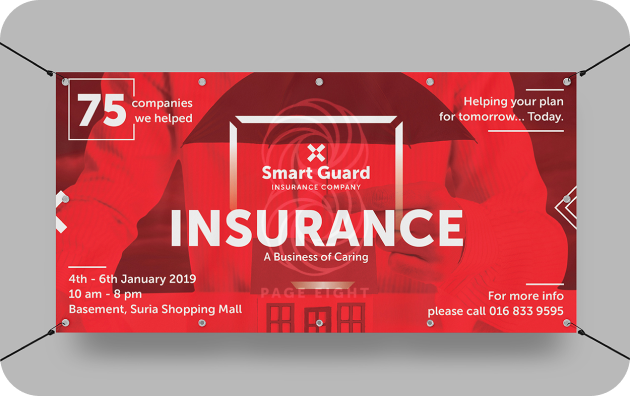 75 companies
we helped
Helping your plan
for tomorrow... Today.
Smart Guard
INSURANCE COMPANY
INSURANCE
A Business of Caring
PAGE EIGHT
4th - 6th January 2019
10 am - 8 pm
Basement, Suria Shopping Mall
For more info
please call 016 833 9595